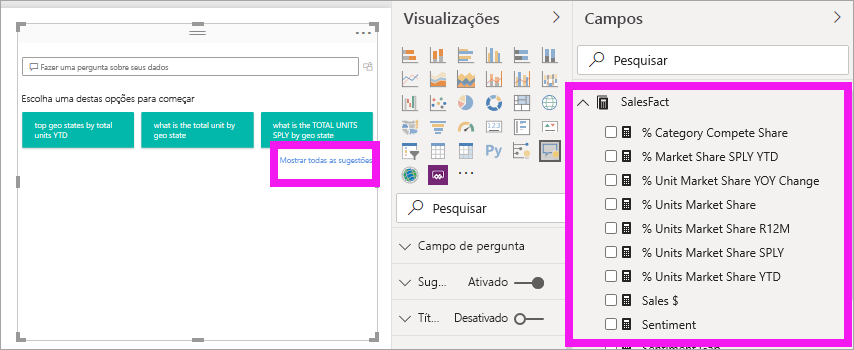 Fazer uma pergunta sobre seus dados
Escolha uma destas opções para começar
top geo states by total units YTD
what is the total unit by geo state
what is the TOTAL UNITS SPLY by geo state
Mostrar todas as sugestões
Visualizações
Py
Pesquisar
Campo de pergunta
Sug... Ativado
Tít... Desativado
Campos
Pesquisar
SalesFact
% Category Compete Share
% Market Share SPLY YTD
% Unit Market Share YOY Change
% Units Market Share
% Units Market Share R12M
% Units Market Share SPLY
% Units Market Share YTD
Sales $
Sentiment
Sentiment Gap